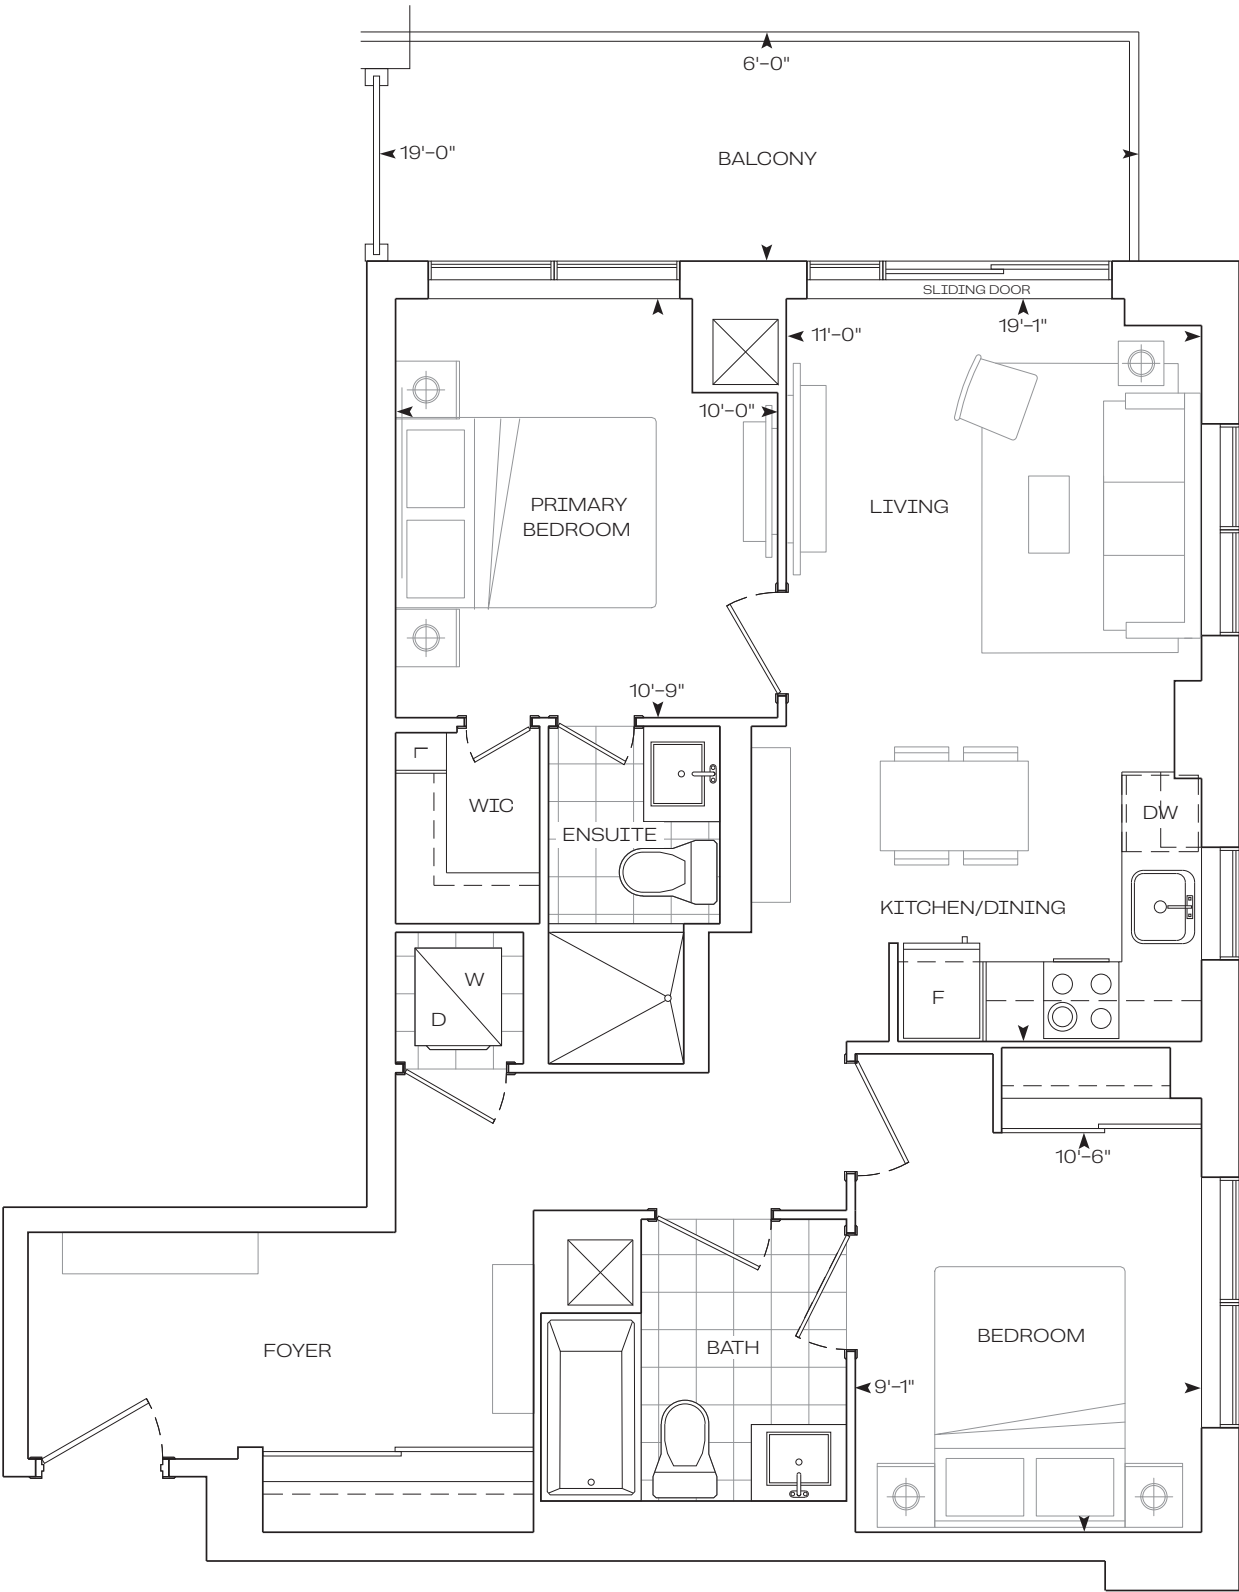 6'-0"
19'-0"
BALCONY
SLIDING DOOR
11'-0"
19'-1"
10'-0"
PRIMARY
BEDROOM
LIVING
10'-9"
WIC
ENSUITE
DW
KITCHEN/DINING
W
D
F
10'-6"
FOYER
BATH
BEDROOM
9'-1"